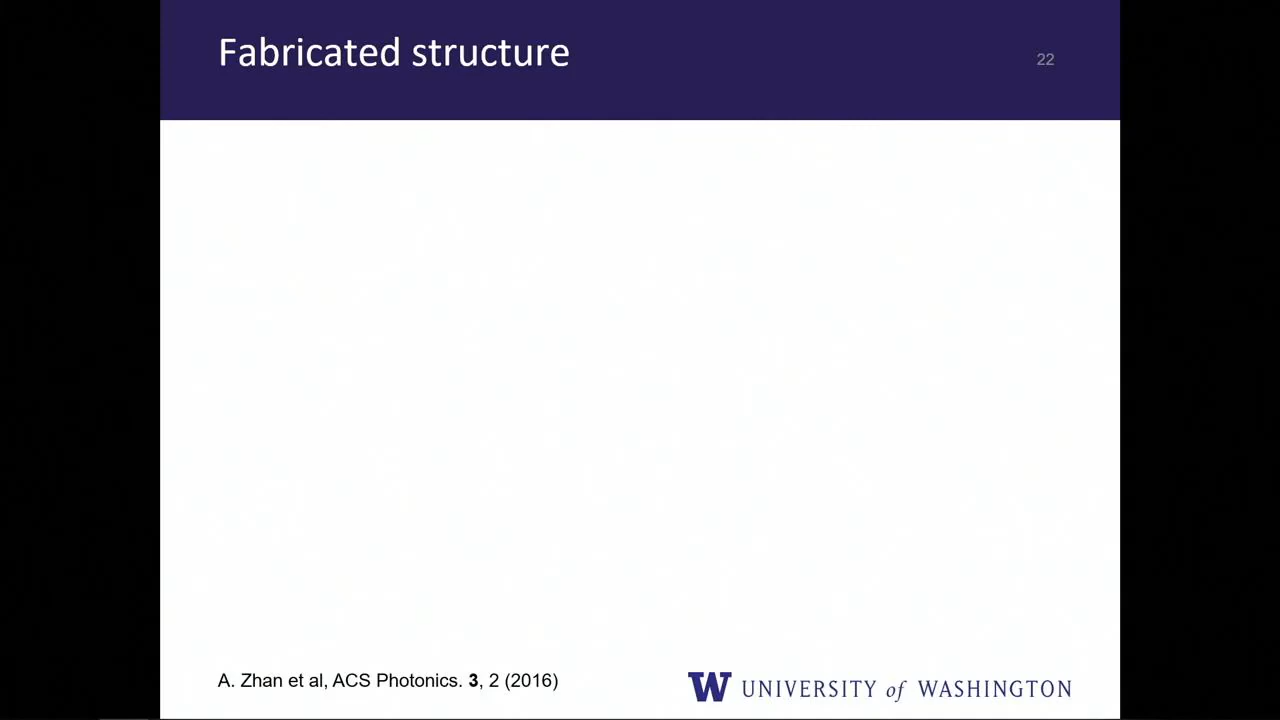 Fabricated structure
22
A. Zhan et al, ACS Photonics. 3, 2 (2016)
W UNIVERSITY of WASHINGTON